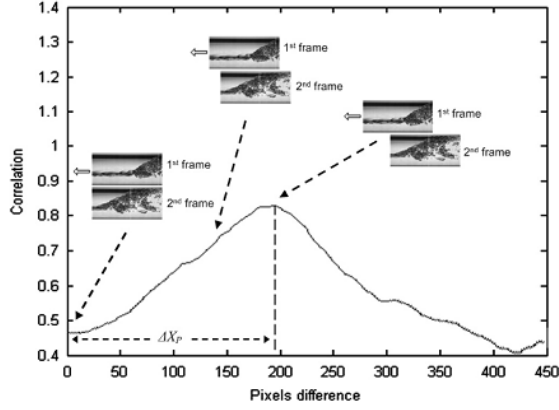 1.4
1.3
1.2
1.1
1
0.9
0.8
0.7
0.6
0.5
0.4
Correlation
1st frame
2nd frame
1st frame
2nd frame
1st frame
2nd frame
ΔXP
0 50 100 150 200 250 300 350 400 450
Pixels difference